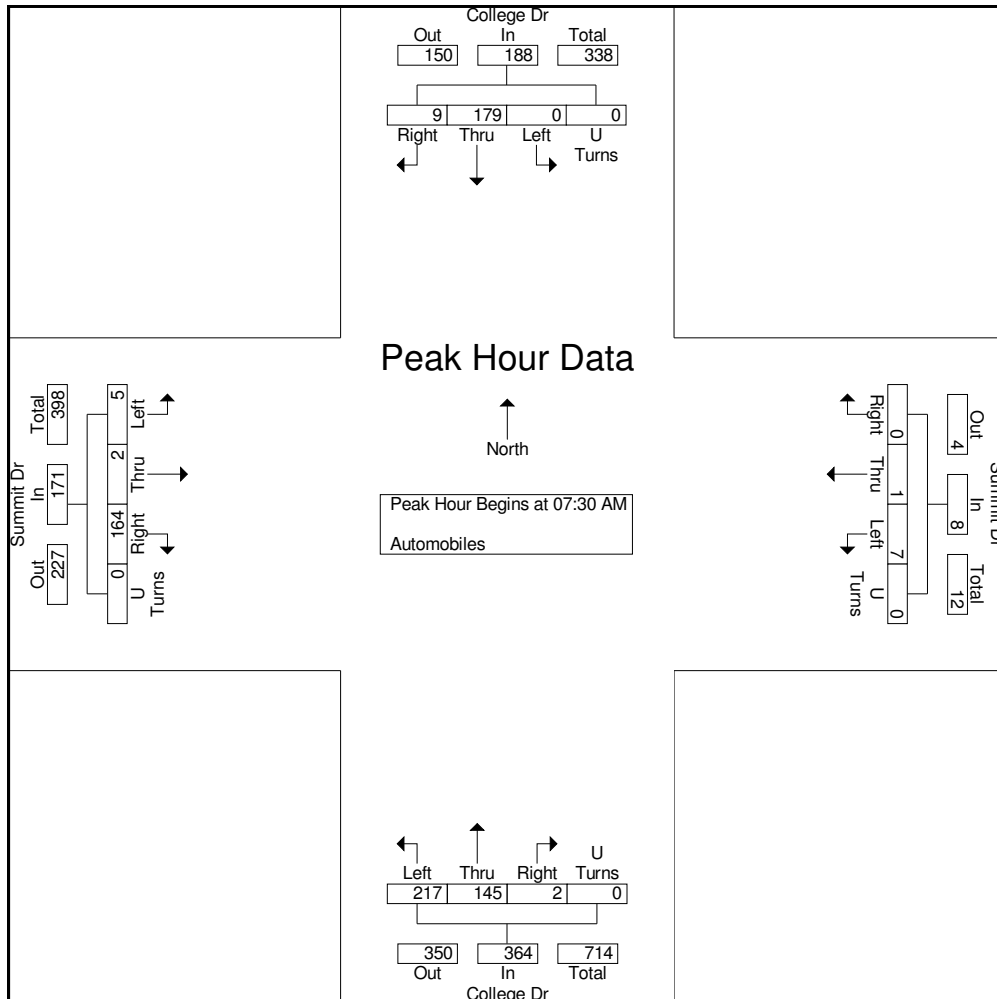 College Dr
Out In Total
150 188 338
9 179 0 0
Right Thru Left U
Turns
Peak Hour Data
North
Peak Hour Begins at 07:30 AM
Automobiles
Summit Dr
Total In Out
398 171 227
5 2 164 0
Left Thru Right U
Turns
Right Thru Left U
Turns
0 1 7 0
4 8 12
Out In Total
Summit Dr
U
Left Thru Right Turns
217 145 2 0
350 364 714
Out In Total
College Dr